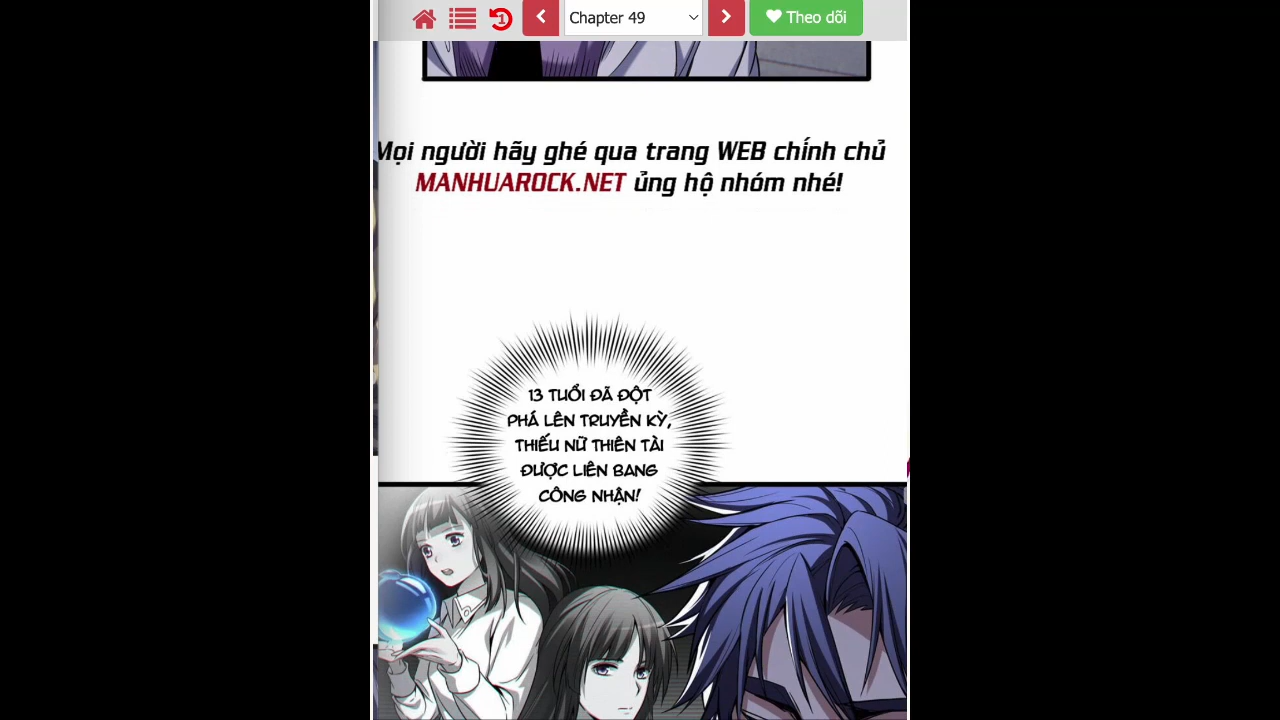 Chapter 49
Theo dõi
Mọi người hãy ghé qua trang WEB chính chủ
MANHUAROCK.NET ủng hộ nhóm nhé!
13 TUỔI ĐÃ ĐỘT
PHÁ LÊN TRUYỀN KỲ,
THIẾU NỮ THIÊN TÀI
ĐƯỢC LIÊN BANG
CÔNG NHẬN!